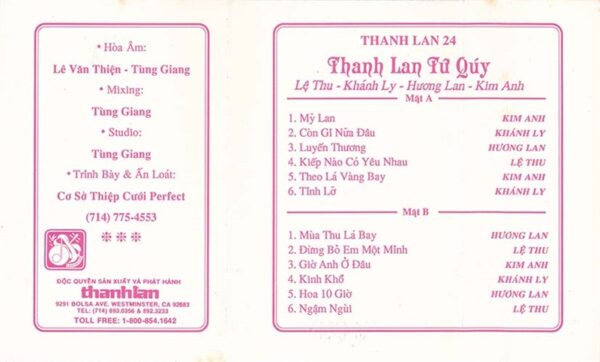 • Hòa Âm:
Lê Văn Thiện - Tùng Giang
• Mixing:
Tùng Giang
• Studio:
Tùng Giang
• Trình Bày & Ấn Loát:
Cơ Sở Thiệp Cưới Perfect
(714) 775-4553
ĐỘC QUYỀN SẢN XUẤT VÀ PHÁT HÀNH
thanhlan
9291 BOLSA AVE. WESTMINSTER, CA 92683
TEL: (714) 893.0356 & 892.3233
TOLL FREE: 1-800-854.1642
THANH LAN 24
Thanh Lan Tứ Qúy
Lệ Thu - Khánh Ly - Hương Lan - Kim Anh
Mặt A
1. Mỹ Lan KIM ANH
2. Còn Gì Nữa Đâu KHÁNH LY
3. Luyến Thương HƯƠNG LAN
4. Kiếp Nào Có Yêu Nhau LỆ THU
5. Theo Lá Vàng Bay KIM ANH
6. Tình Lỡ KHÁNH LY
Mặt B
1. Mùa Thu Lá Bay HƯƠNG LAN
2. Đừng Bỏ Em Một Mình LỆ THU
3. Giờ Anh Ở Đâu KIM ANH
4. Kinh Khổ KHÁNH LY
5. Hoa 10 Giờ HƯƠNG LAN
6. Ngậm Ngùi LỆ THU